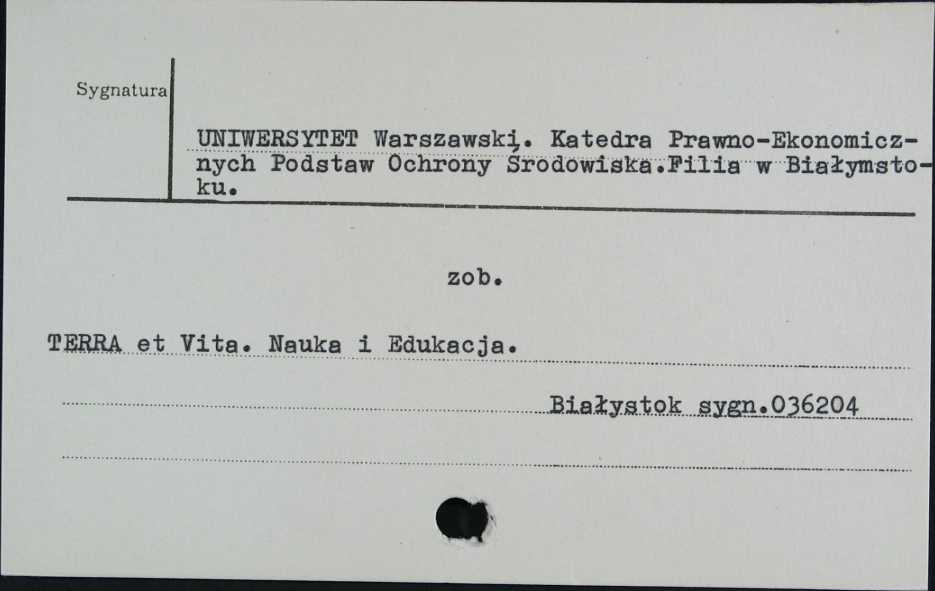 Sygnatura
UNIWERSYTET Warszawski. Katedra Prawno-Ekonomicz-
nych Podstaw Ochrony Środowiska.Filia w Białymsto-
ku.
zob.
TERRA et Vita. Nauka i Edukacja.
Białystok sygn.036204